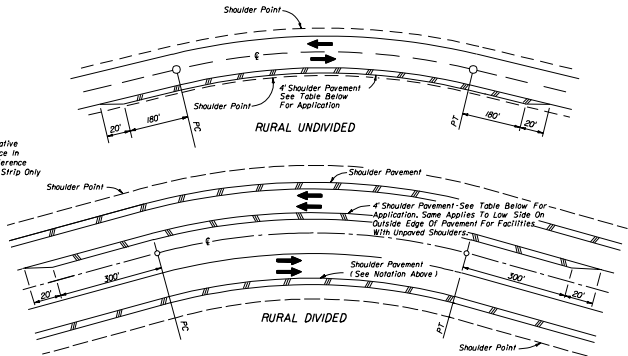 Shoulder Point
℄
Shoulder Point
4' Shoulder Pavement
See Table Below
For Application
20'
180'
PC
PT
180'
20'
RURAL UNDIVIDED
ative
ce In
ference
Strip Only
Shoulder Point
Shoulder Pavement
4' Shoulder Pavement-See Table Below For
Application. Same Applies To Low Side On
Outside Edge Of Pavement For Facilities
With Unpaved Shoulders.
℄
20'
300'
Shoulder Pavement
(See Notation Above)
300'
20'
PC
PT
RURAL DIVIDED
Shoulder Point